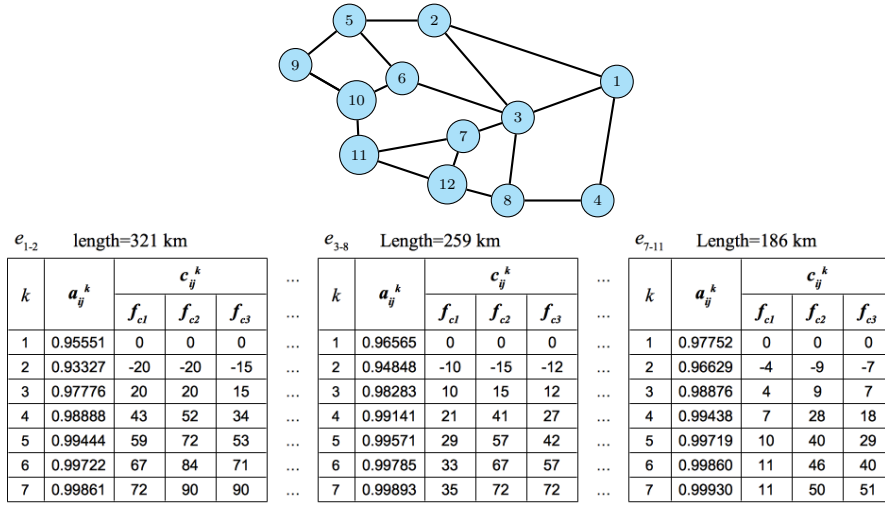 5 2
9 6 1
10 3
7
11
12 8 4
e1-2 length=321 km e3-8 Length=259 km e7-11 Length=186 km
k aij^k cij^k ... k aij^k cij^k ... k aij^k cij^k
fc1 fc2 fc3 ... fc1 fc2 fc3 ... fc1 fc2 fc3
1 0.95551 0 0 0 ... 1 0.96565 0 0 0 ... 1 0.97752 0 0 0
2 0.93327 -20 -20 -15 ... 2 0.94848 -10 -15 -12 ... 2 0.96629 -4 -9 -7
3 0.97776 20 20 15 ... 3 0.98283 10 15 12 ... 3 0.98876 4 9 7
4 0.98888 43 52 34 ... 4 0.99141 21 41 27 ... 4 0.99438 7 28 18
5 0.99444 59 72 53 ... 5 0.99571 29 57 42 ... 5 0.99719 10 40 29
6 0.99722 67 84 71 ... 6 0.99785 33 67 57 ... 6 0.99860 11 46 40
7 0.99861 72 90 90 ... 7 0.99893 35 72 72 ... 7 0.99930 11 50 51